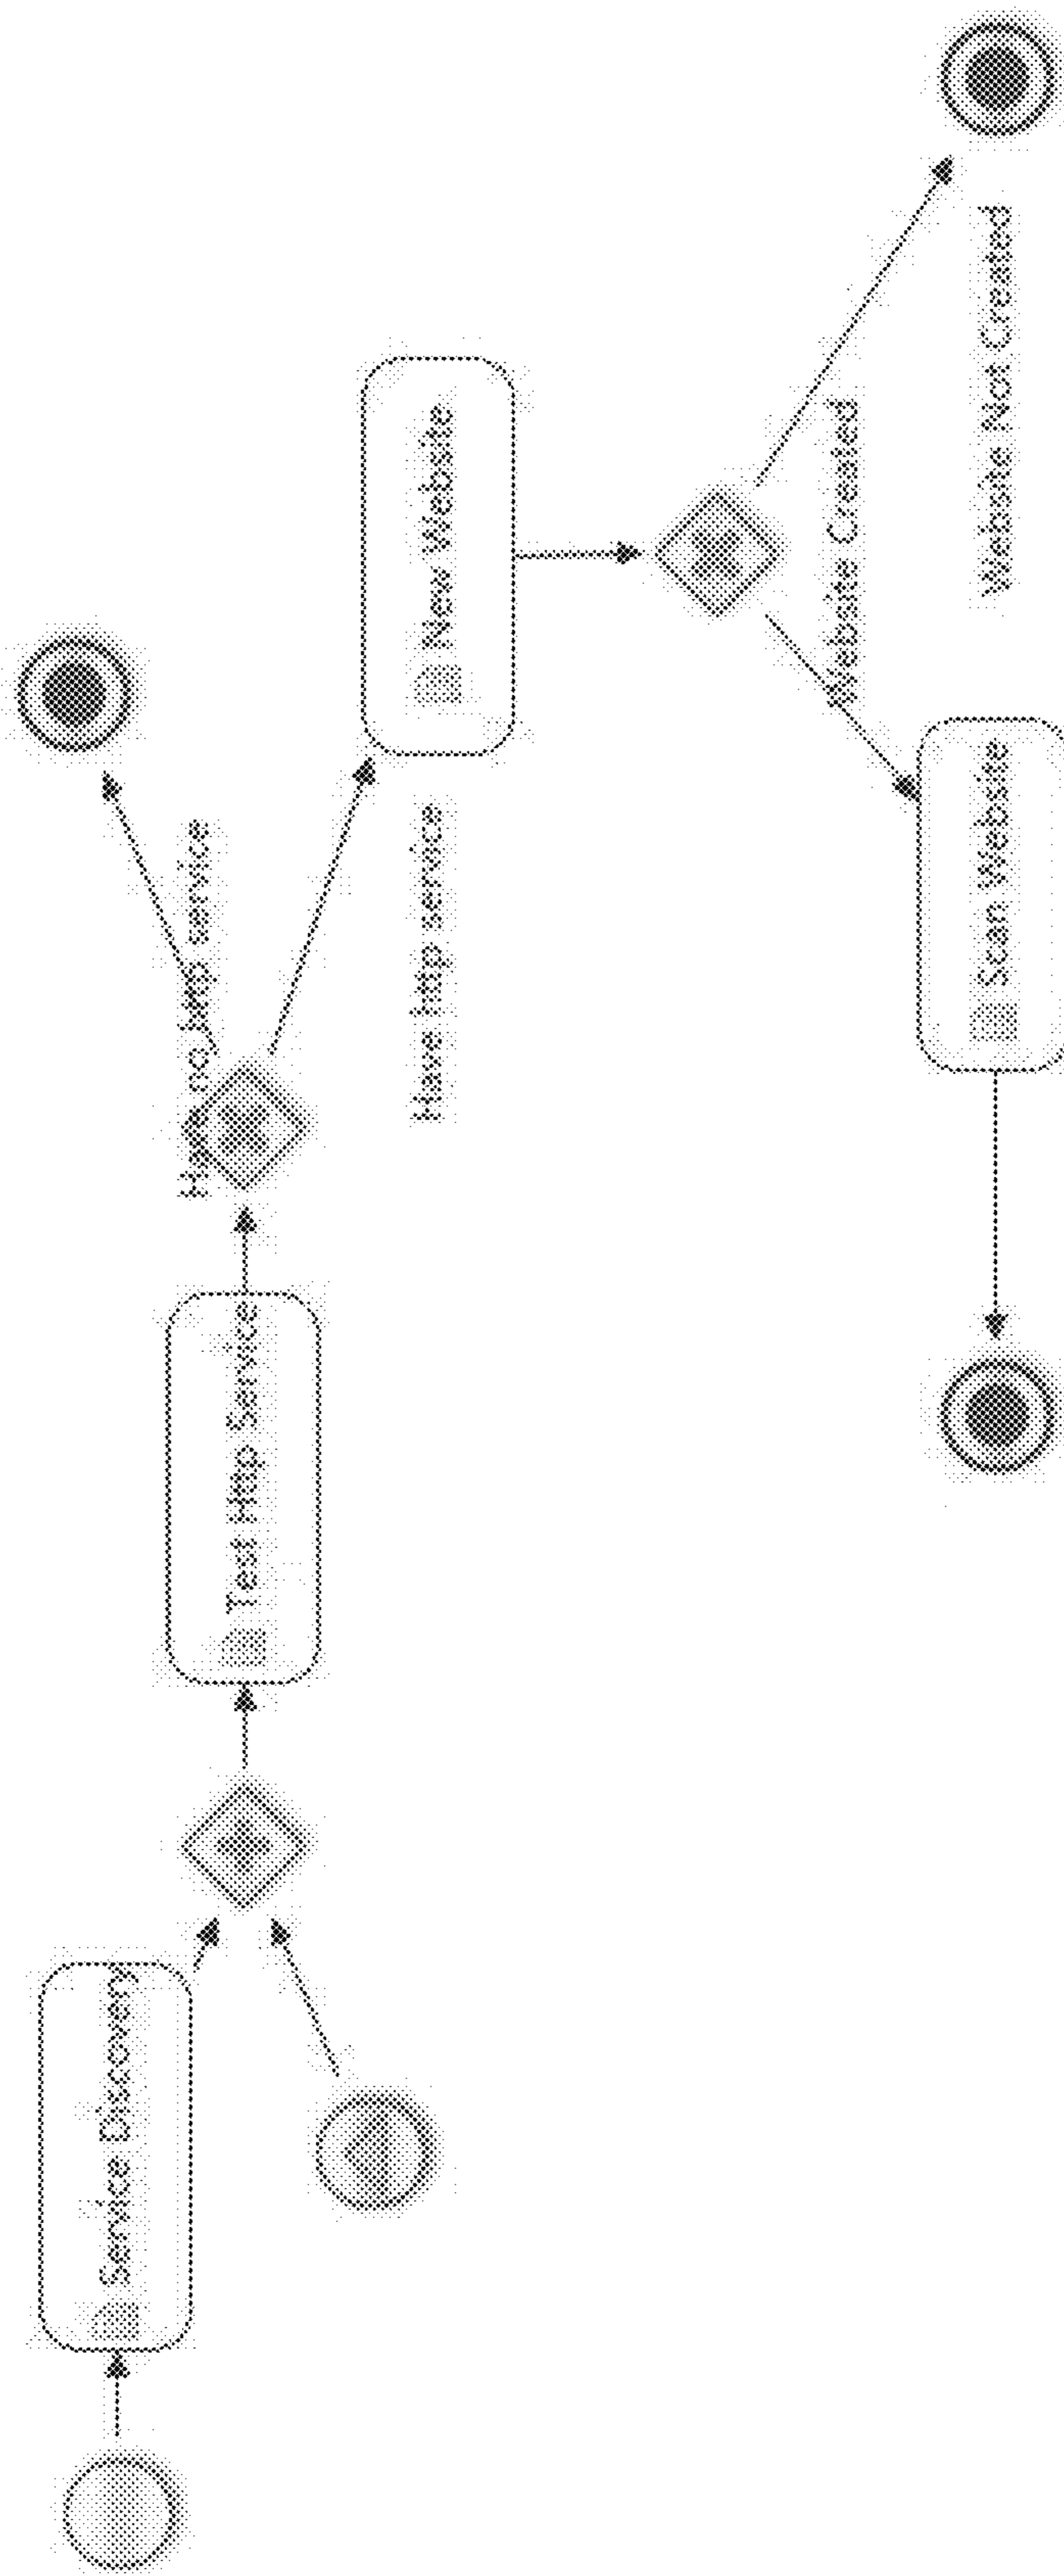 Service Discovery
Test Http Service
no http service
Have http service
New Website
Website Created
Website Not Created
Scan Website